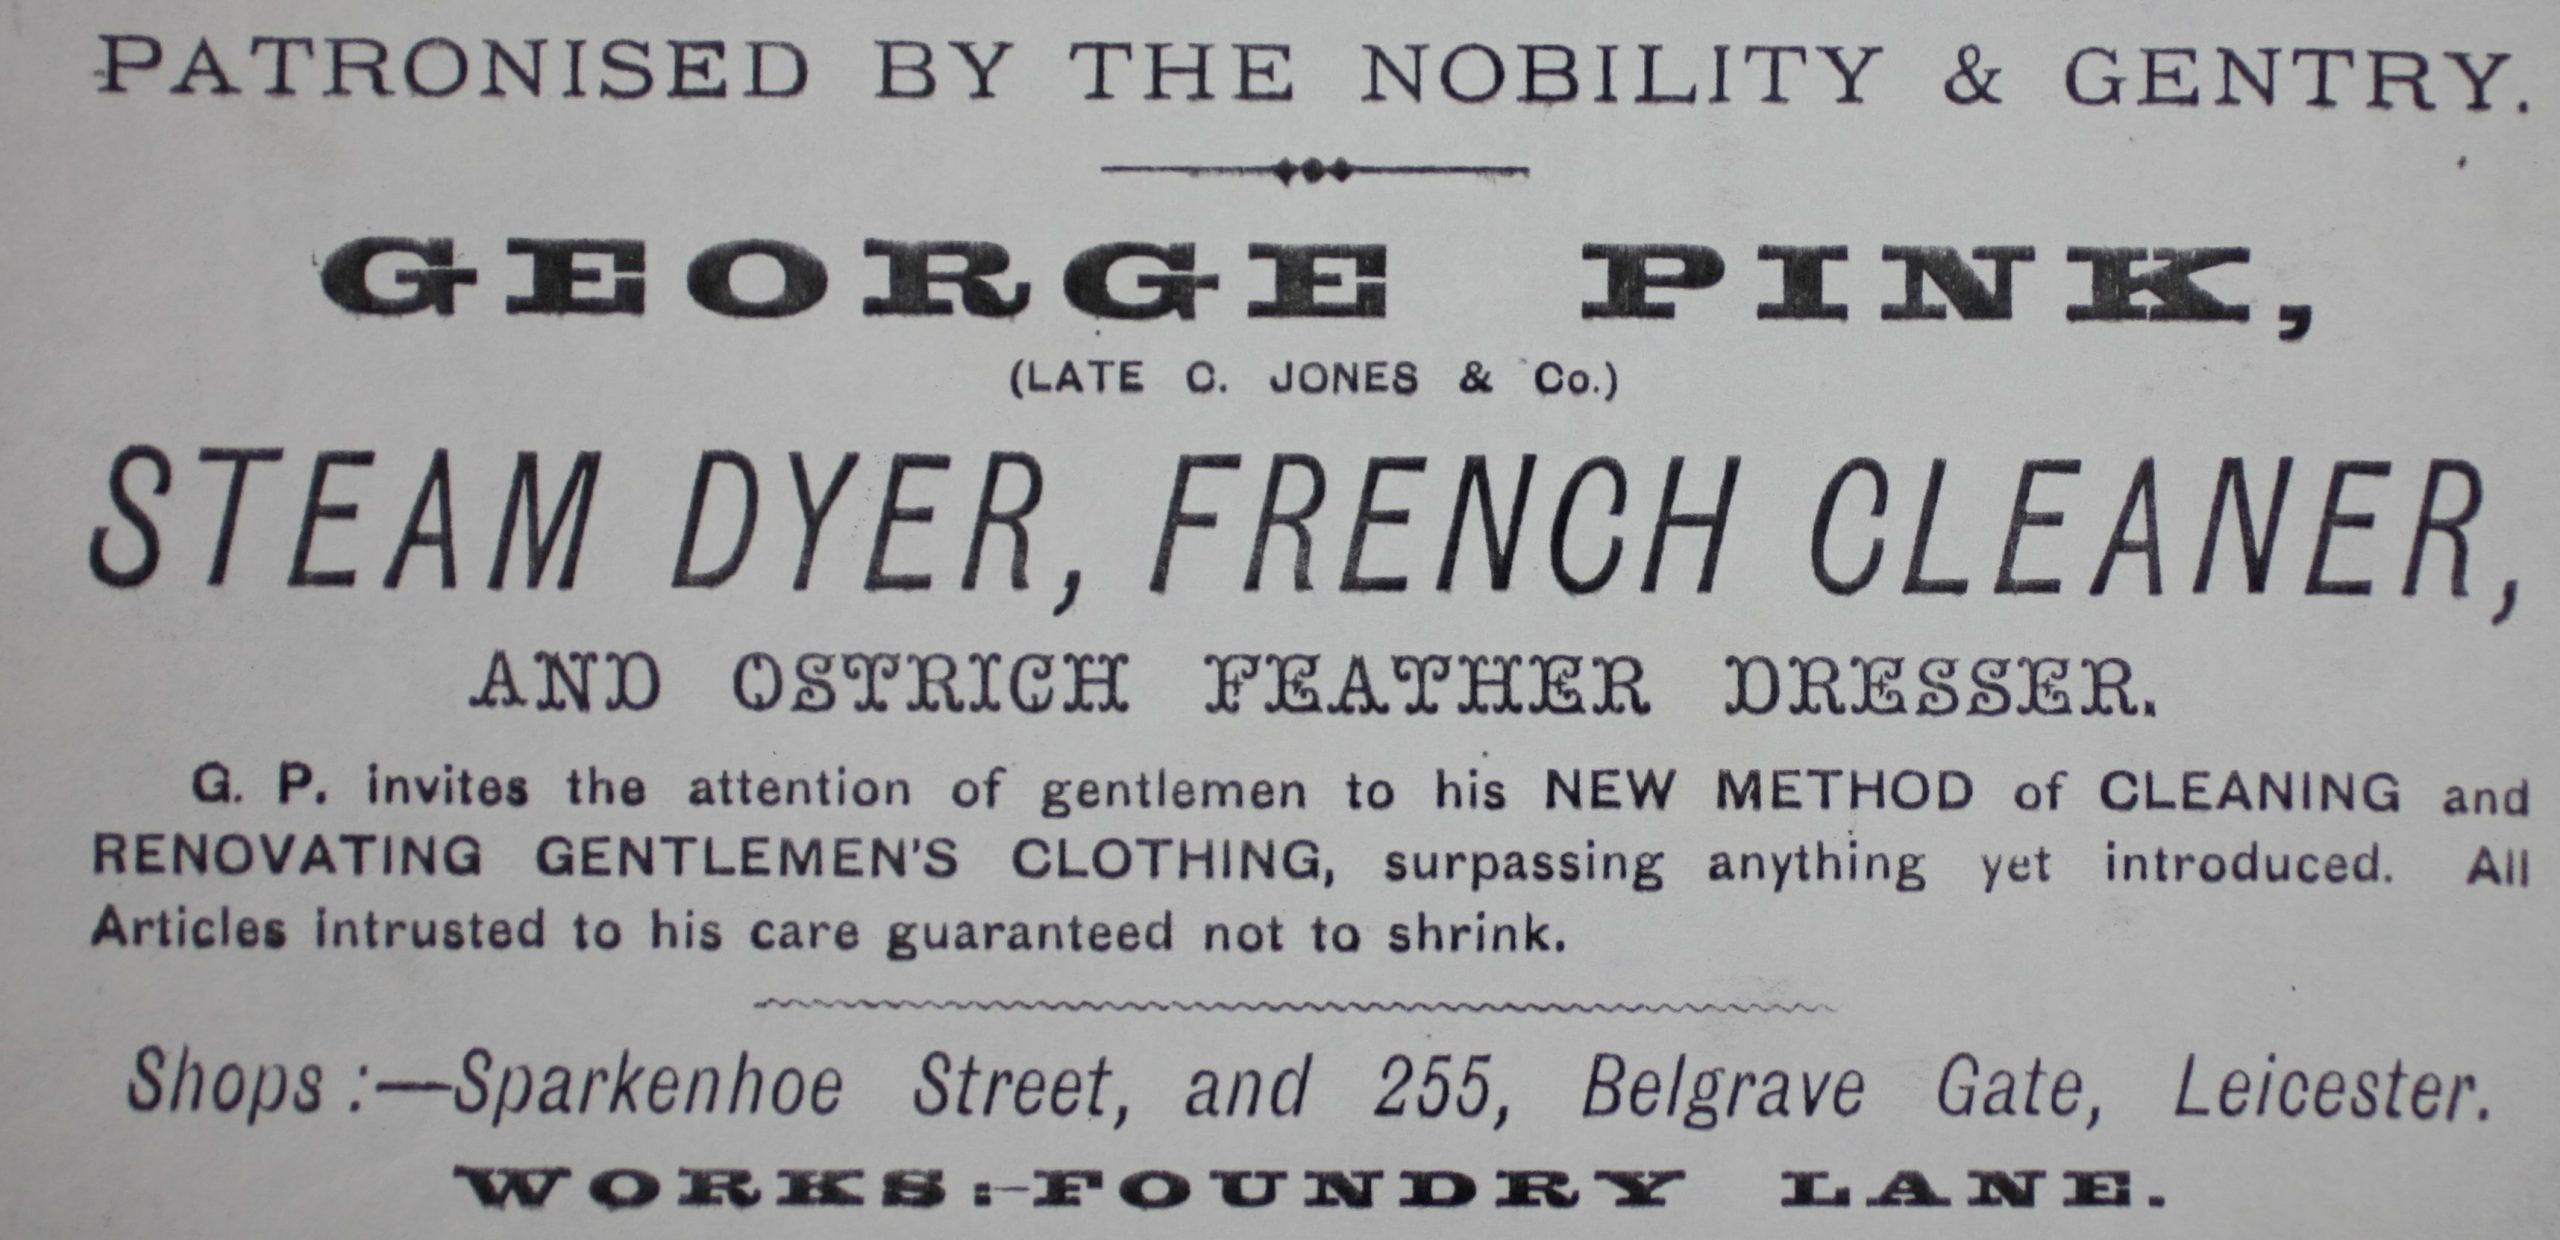 PATRONISED BY THE NOBILITY & GENTRY.
GEORGE PINK,
(LATE C. JONES & Co.)
STEAM DYER, FRENCH CLEANER,
AND OSTRICH FEATHER DRESSER.
G. P. invites the attention of gentlemen to his NEW METHOD of CLEANING and
RENOVATING GENTLEMEN'S CLOTHING, surpassing anything yet introduced. All
Articles intrusted to his care guaranteed not to shrink.
Shops :—Sparkenhoe Street, and 255, Belgrave Gate, Leicester.
WORKS:—FOUNDRY LANE.